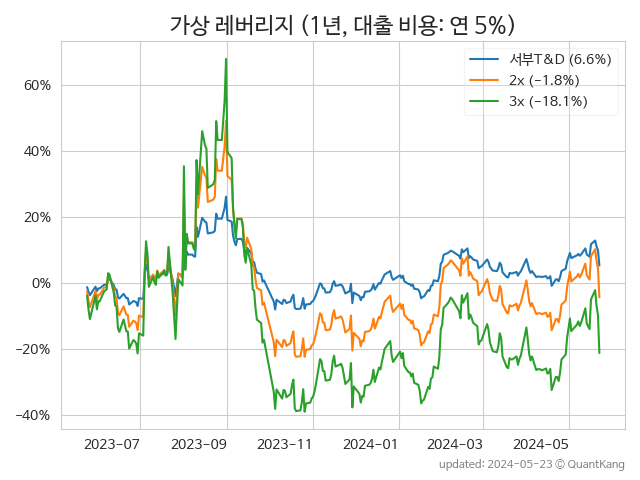 가상 레버리지 (1년, 대출 비용: 연 5%)
서부T&D (6.6%)
2x (−1.8%)
3x (−18.1%)
60%
40%
20%
0%
−20%
−40%
2023-07 2023-09 2023-11 2024-01 2024-03 2024-05
updated: 2024-05-23 ⓒ QuantKang